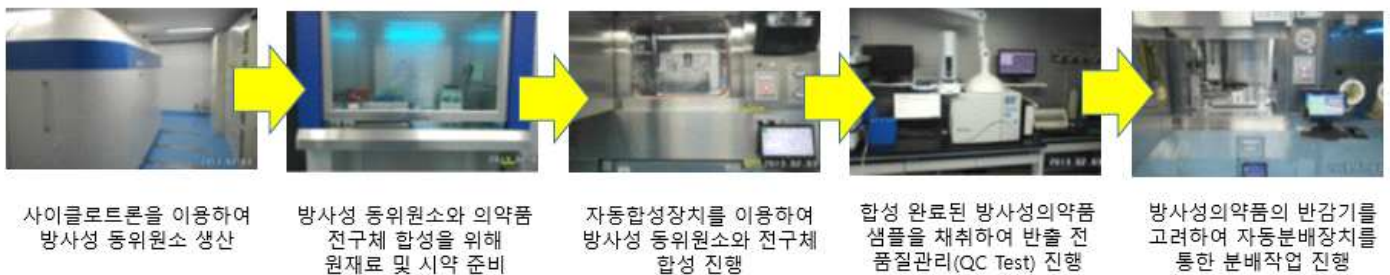 사이클로트론을 이용하여
방사성 동위원소 생산
방사성 동위원소와 의약품
전구체 합성을 위해
원재료 및 시약 준비
자동합성장치를 이용하여
방사성 동위원소와 전구체
합성 진행
합성 완료된 방사성의약품
샘플을 채취하여 반출 전
품질관리(QC Test) 진행
방사성의약품의 반감기를
고려하여 자동분배장치를
통한 분배작업 진행